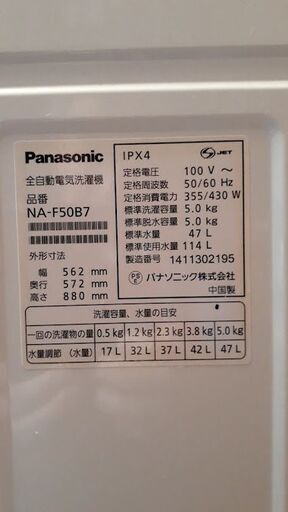 Panasonic
全自動電気洗濯機
品番
NA-F50B7
外形寸法
幅 562 mm
奥行 572 mm
高さ 880 mm
IPX4
S JET
定格電圧 100 V ~
定格周波数 50/60 Hz
定格消費電力 355/430 W
標準洗濯容量 5.0 kg
標準脱水容量 5.0 kg
標準水量 47 L
標準使用水量 114 L
製造番号 1411302195
PSE パナソニック株式会社
中国製
洗濯容量、水量の目安
一回の洗濯物の量 0.5 kg 1.2 kg 2.3 kg 3.8 kg 5.0 kg
水量調節 (水量) 17 L 32 L 37 L 42 L 47 L